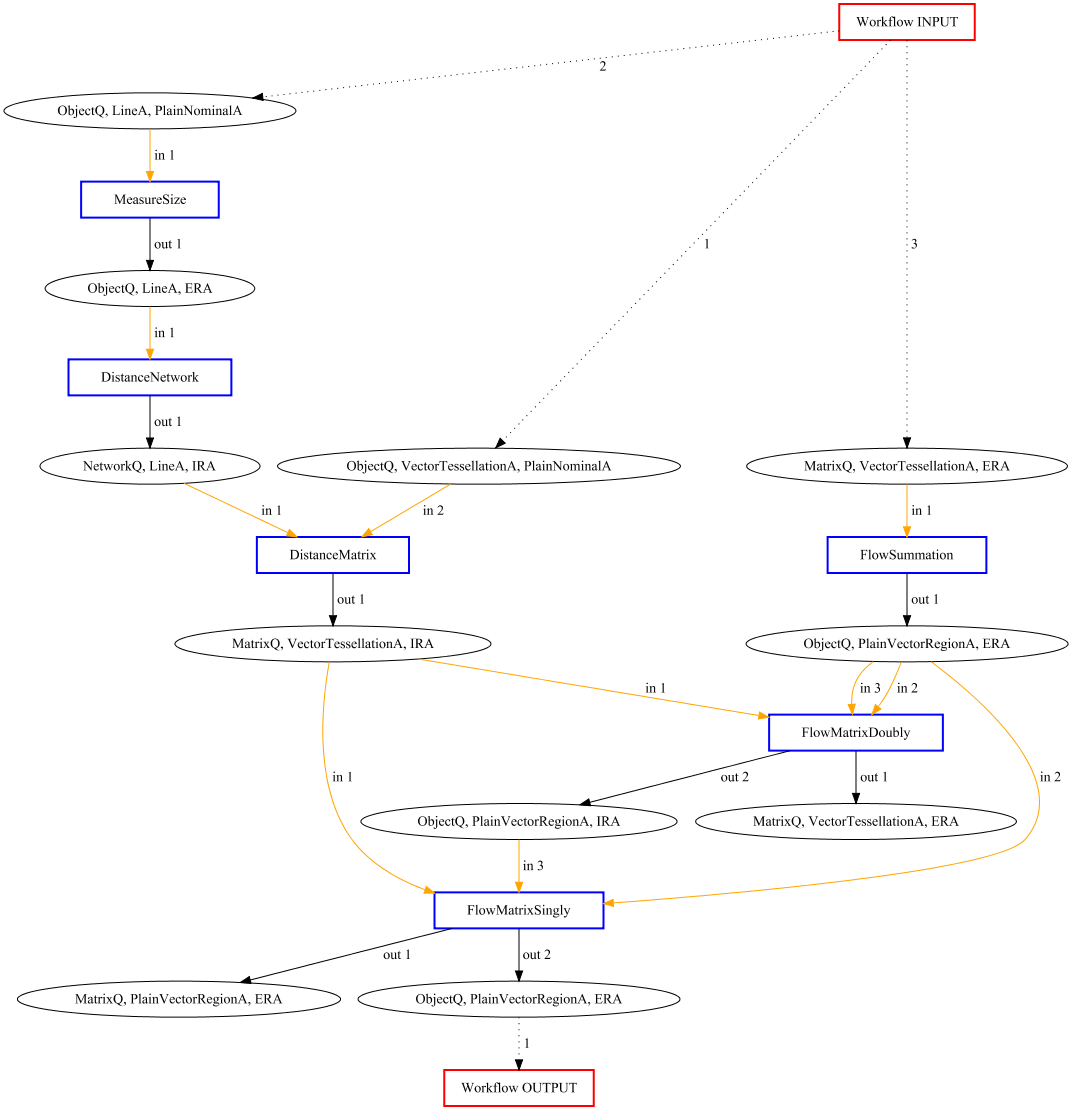 Workflow INPUT
2
ObjectQ, LineA, PlainNominalA
in 1
MeasureSize
out 1
1
3
ObjectQ, LineA, ERA
in 1
DistanceNetwork
out 1
NetworkQ, LineA, IRA
ObjectQ, VectorTessellationA, PlainNominalA
MatrixQ, VectorTessellationA, ERA
in 1
in 2
in 1
DistanceMatrix
FlowSummation
out 1
out 1
MatrixQ, VectorTessellationA, IRA
ObjectQ, PlainVectorRegionA, ERA
in 1
in 3
in 2
FlowMatrixDoubly
in 1
out 2
out 1
in 2
ObjectQ, PlainVectorRegionA, IRA
MatrixQ, VectorTessellationA, ERA
in 3
FlowMatrixSingly
out 1
out 2
MatrixQ, PlainVectorRegionA, ERA
ObjectQ, PlainVectorRegionA, ERA
1
Workflow OUTPUT